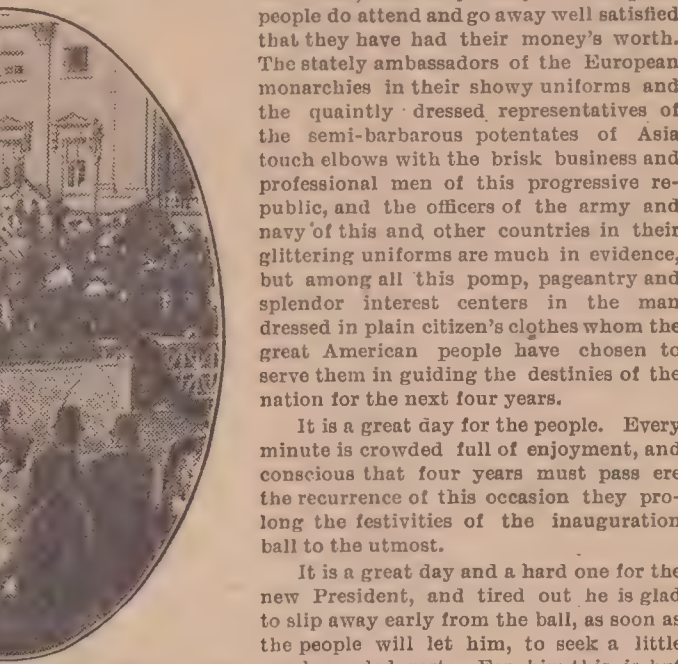 people do attend and go away well satisfied
that they have had their money's worth.
The stately ambassadors of the European
monarchies in their showy uniforms and
the quaintly dressed representatives of
the semi-barbarous potentates of Asia
touch elbows with the brisk business and
professional men of this progressive re-
public, and the officers of the army and
navy of this and other countries in their
glittering uniforms are much in evidence,
but among all this pomp, pageantry and
splendor interest centers in the man
dressed in plain citizen's clothes whom the
great American people have chosen to
serve them in guiding the destinies of the
nation for the next four years.
It is a great day for the people. Every
minute is crowded full of enjoyment, and
conscious that four years must pass ere
the recurrence of this occasion they pro-
long the festivities of the inauguration
ball to the utmost.
It is a great day and a hard one for the
new President, and tired out he is glad
to slip away early from the ball, as soon as
the people will let him, to seek a little